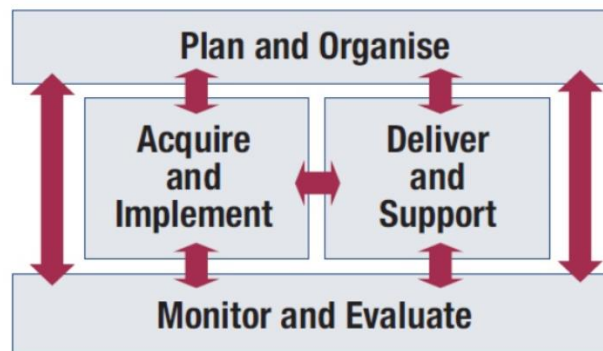 Plan and Organise
Acquire
and
Implement
Deliver
and
Support
Monitor and Evaluate